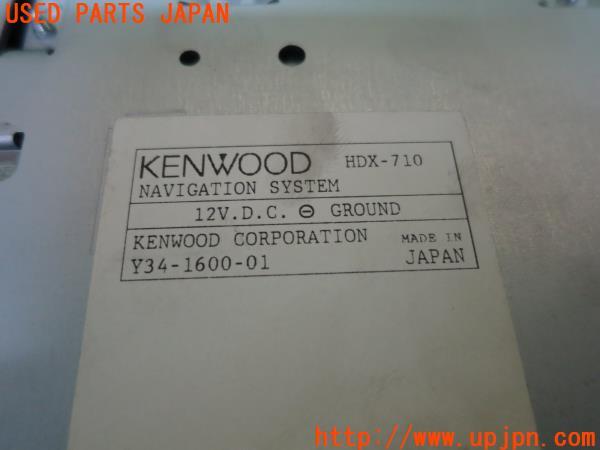 USED PARTS JAPAN
KENWOOD HDX-710
NAVIGATION SYSTEM
12V.D.C. ⊖ GROUND
KENWOOD CORPORATION MADE IN
Y34-1600-01 JAPAN
http://www.upjpn.com/